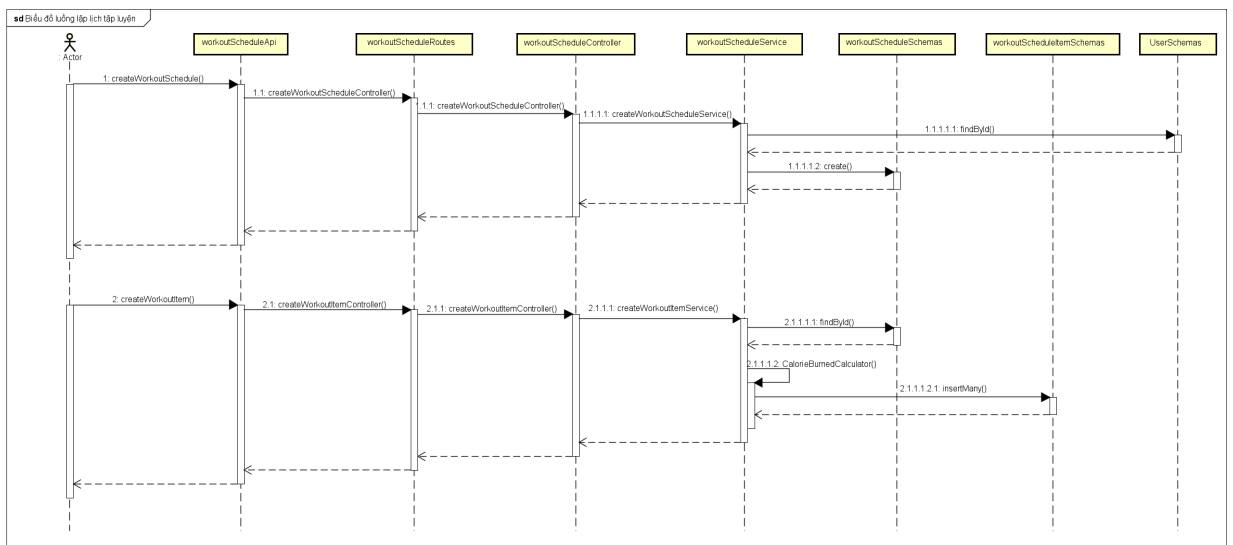 sd Biểu đồ luồng lập lịch tập luyện
: Actor
workoutScheduleApi
workoutScheduleRoutes
workoutScheduleController
workoutScheduleService
workoutScheduleSchemas
workoutScheduleItemSchemas
UserSchemas
1: createWorkoutSchedule()
1.1: createWorkoutScheduleController()
1.1.1: createWorkoutScheduleController()
1.1.1.1: createWorkoutScheduleService()
1.1.1.1.1: findById()
1.1.1.1.2: create()
2: createWorkoutItem()
2.1: createWorkoutItemController()
2.1.1: createWorkoutItemController()
2.1.1.1: createWorkoutItemService()
2.1.1.1.1: findById()
2.1.1.1.2: CalorieBurnedCalculator()
2.1.1.1.2.1: insertMany()